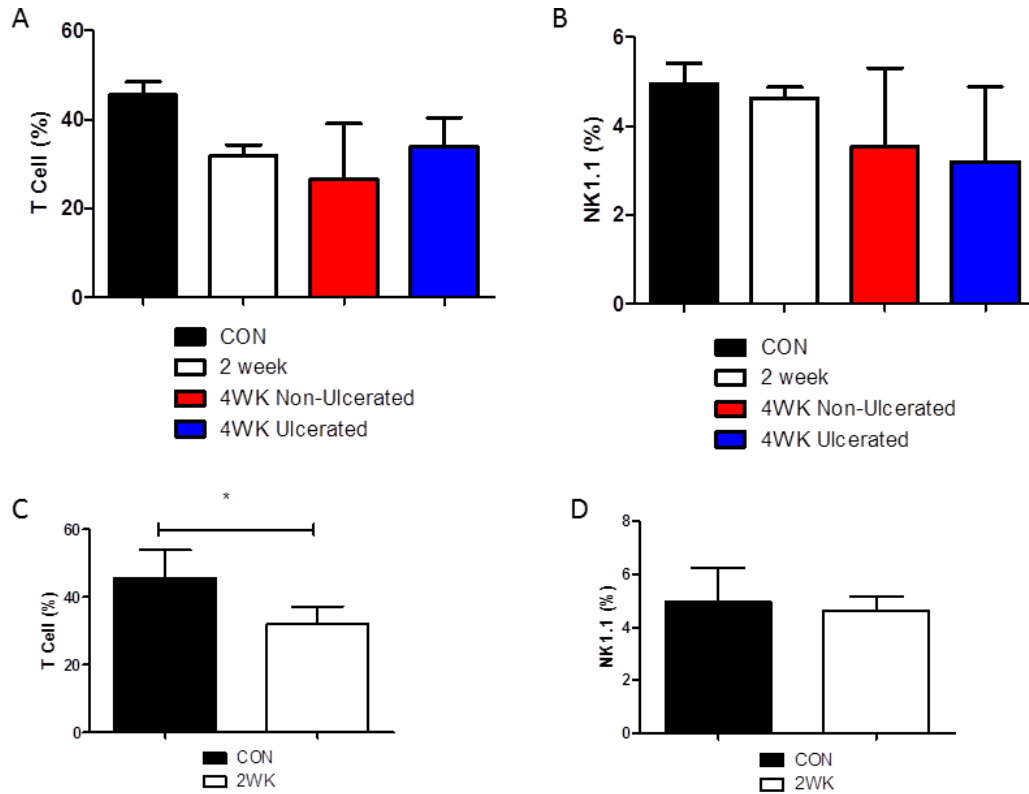 A
60
40
20
0
T Cell (%)
CON
2 week
4WK Non-Ulcerated
4WK Ulcerated
B
6
4
2
0
NK1.1 (%)
CON
2 week
4WK Non-Ulcerated
4WK Ulcerated
C
*
60
40
20
0
T Cell (%)
CON
2WK
D
8
6
4
2
0
NK1.1 (%)
CON
2WK